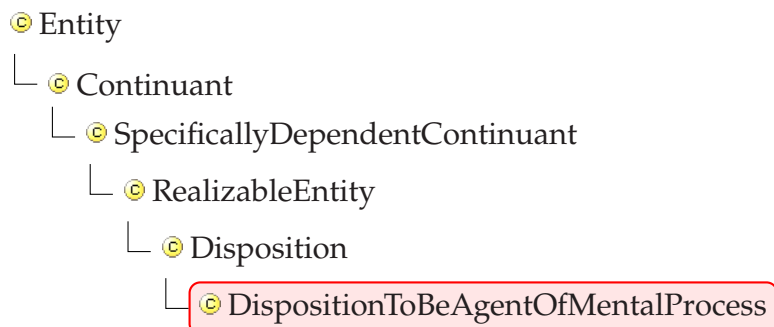 Entity
Continuant
SpecificallyDependentContinuant
RealizableEntity
Disposition
DispositionToBeAgentOfMentalProcess